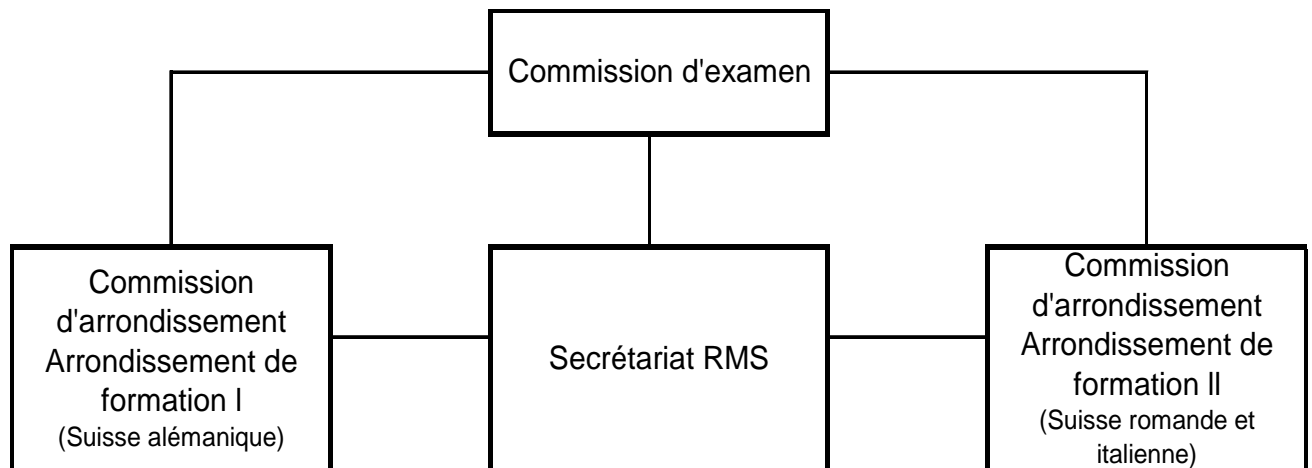 Commission d'examen
Commission
d'arrondissement
Arrondissement de
formation I
(Suisse alémanique)
Secrétariat RMS
Commission
d'arrondissement
Arrondissement de
formation II
(Suisse romande et
italienne)